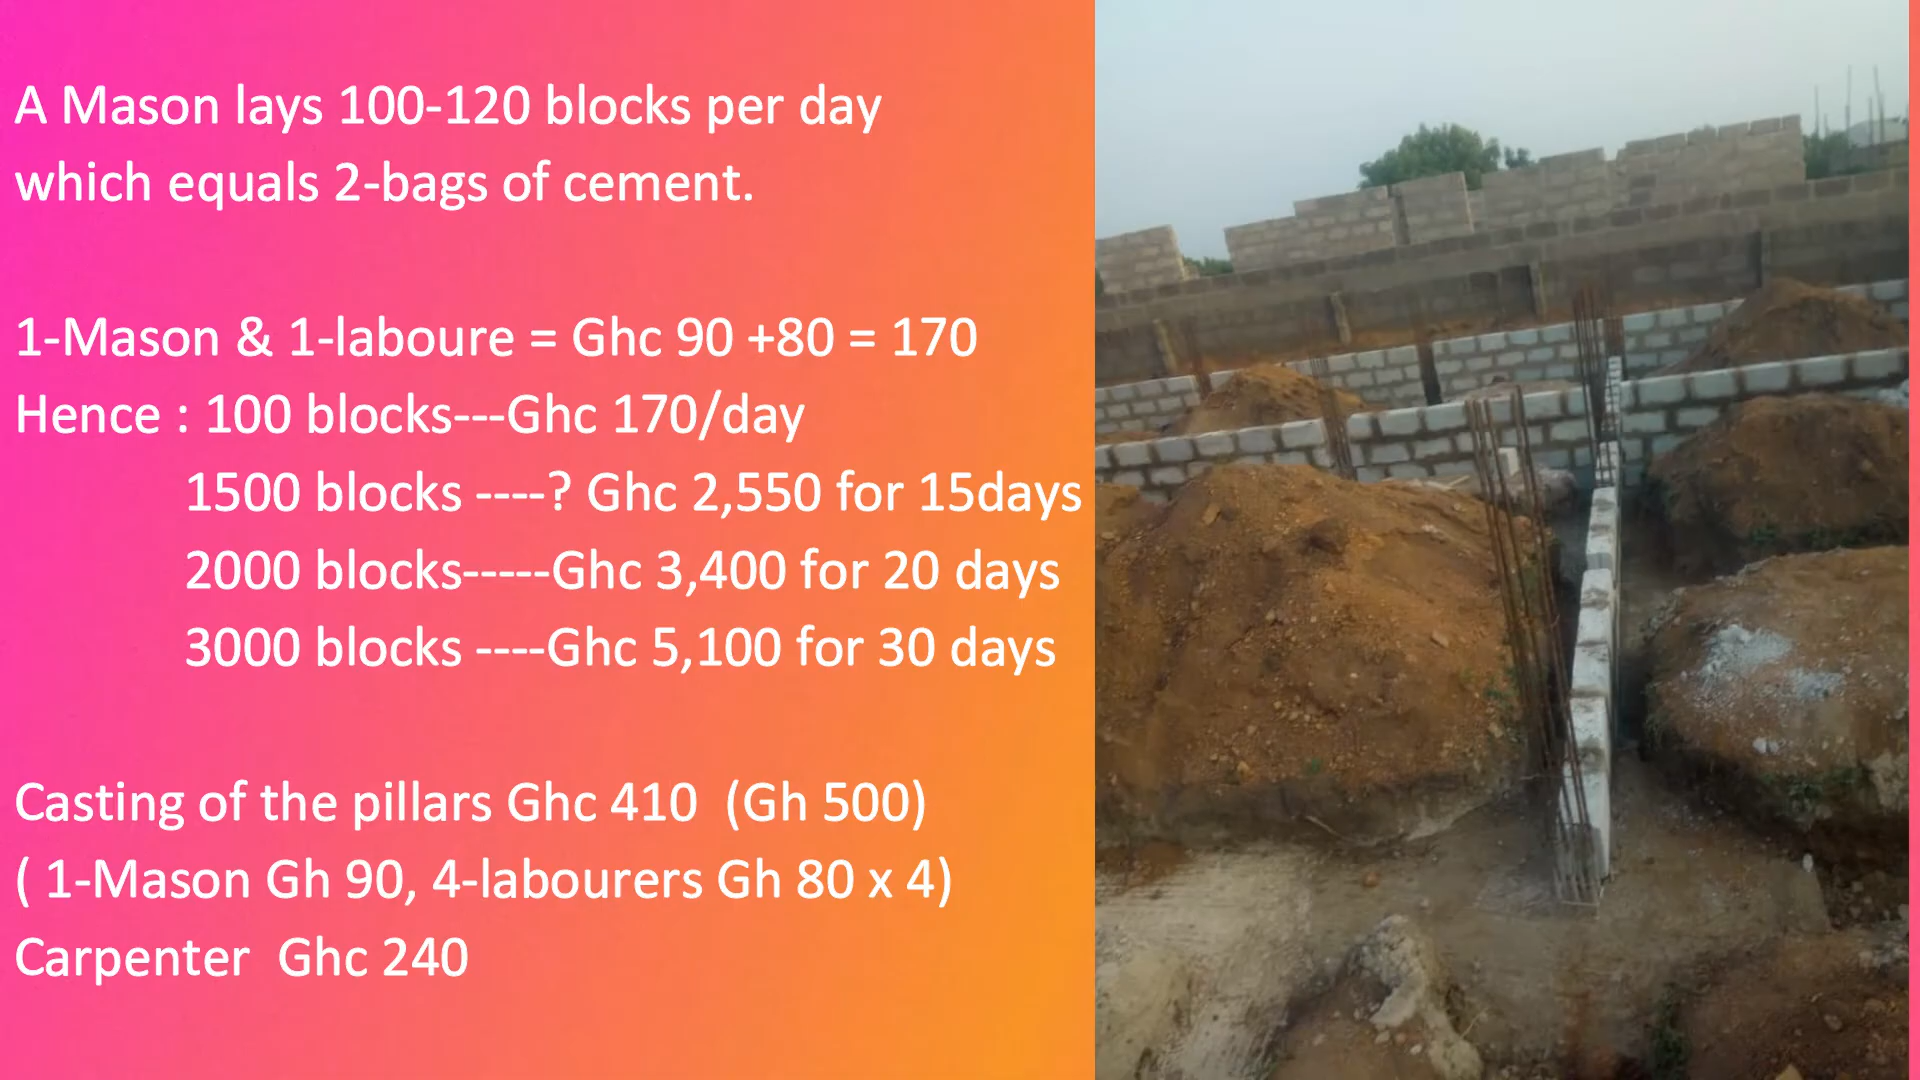 A Mason lays 100-120 blocks per day
which equals 2-bags of cement.
1-Mason & 1-laboure = Ghc 90 +80 = 170
Hence : 100 blocks---Ghc 170/day
1500 blocks ----? Ghc 2,550 for 15days
2000 blocks-----Ghc 3,400 for 20 days
3000 blocks ----Ghc 5,100 for 30 days
Casting of the pillars Ghc 410  (Gh 500)
( 1-Mason Gh 90, 4-labourers Gh 80 x 4)
Carpenter  Ghc 240